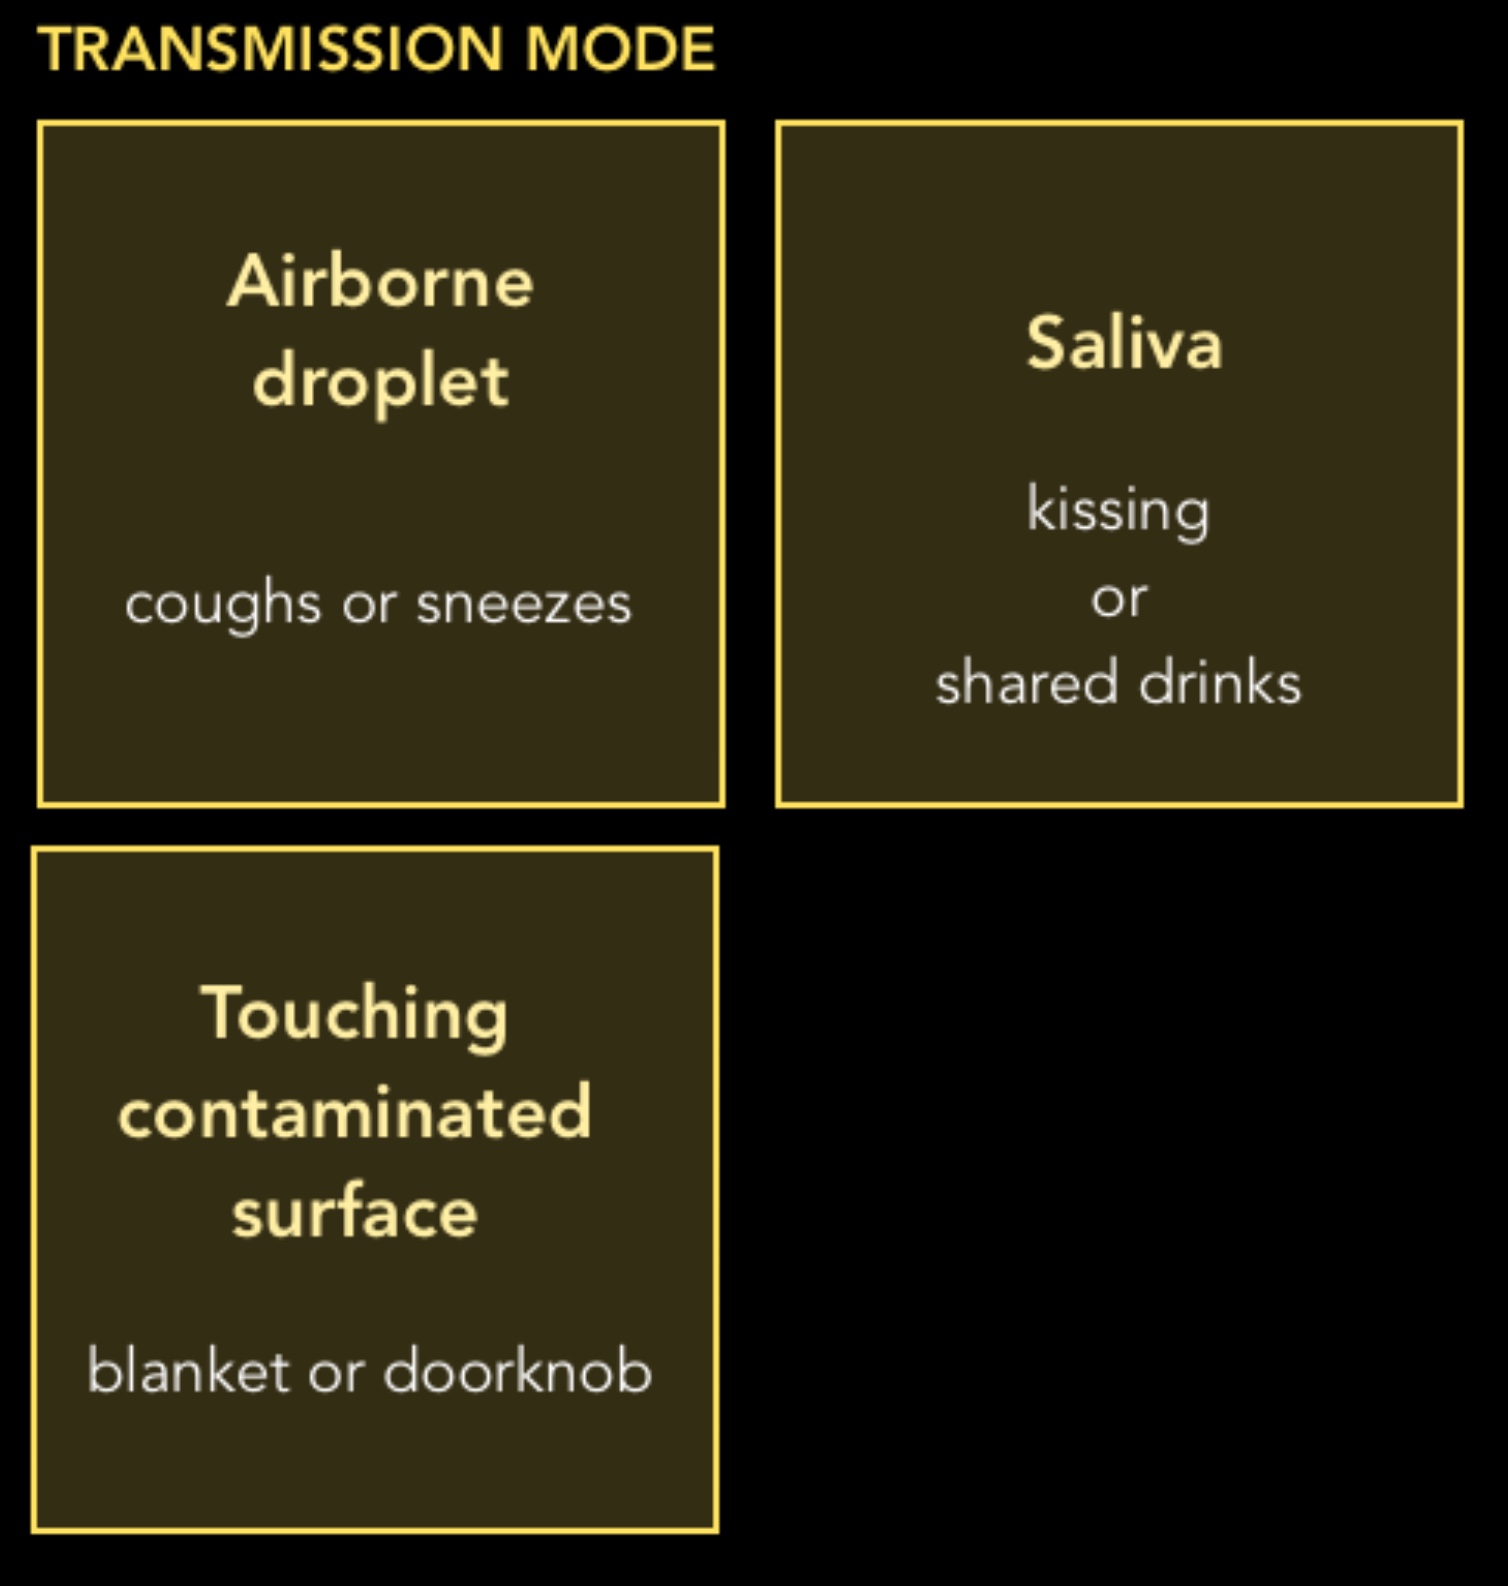 TRANSMISSION MODE
Airborne
droplet
coughs or sneezes
Saliva
kissing
or
shared drinks
Touching
contaminated
surface
blanket or doorknob